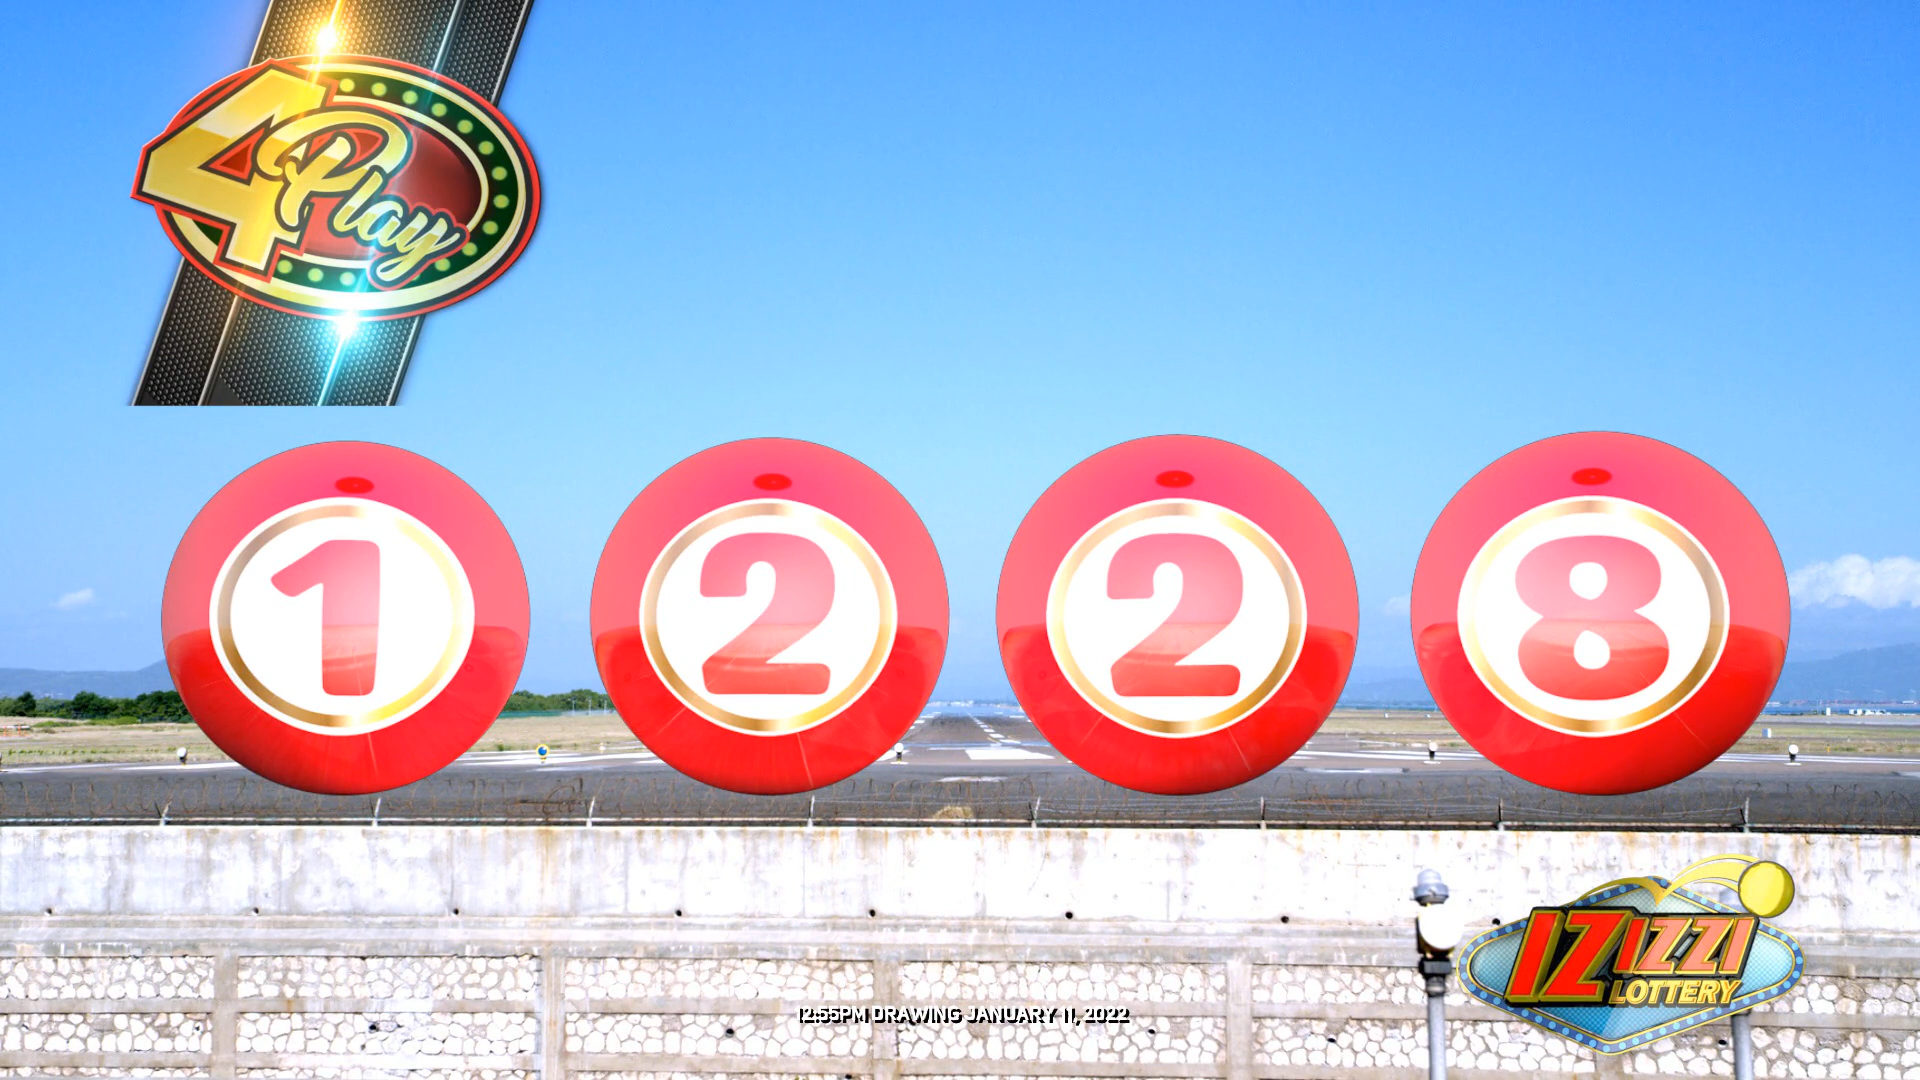 4Play
1 2 2 8
IZIZZI
LOTTERY
12:55PM DRAWING JANUARY 11, 2022